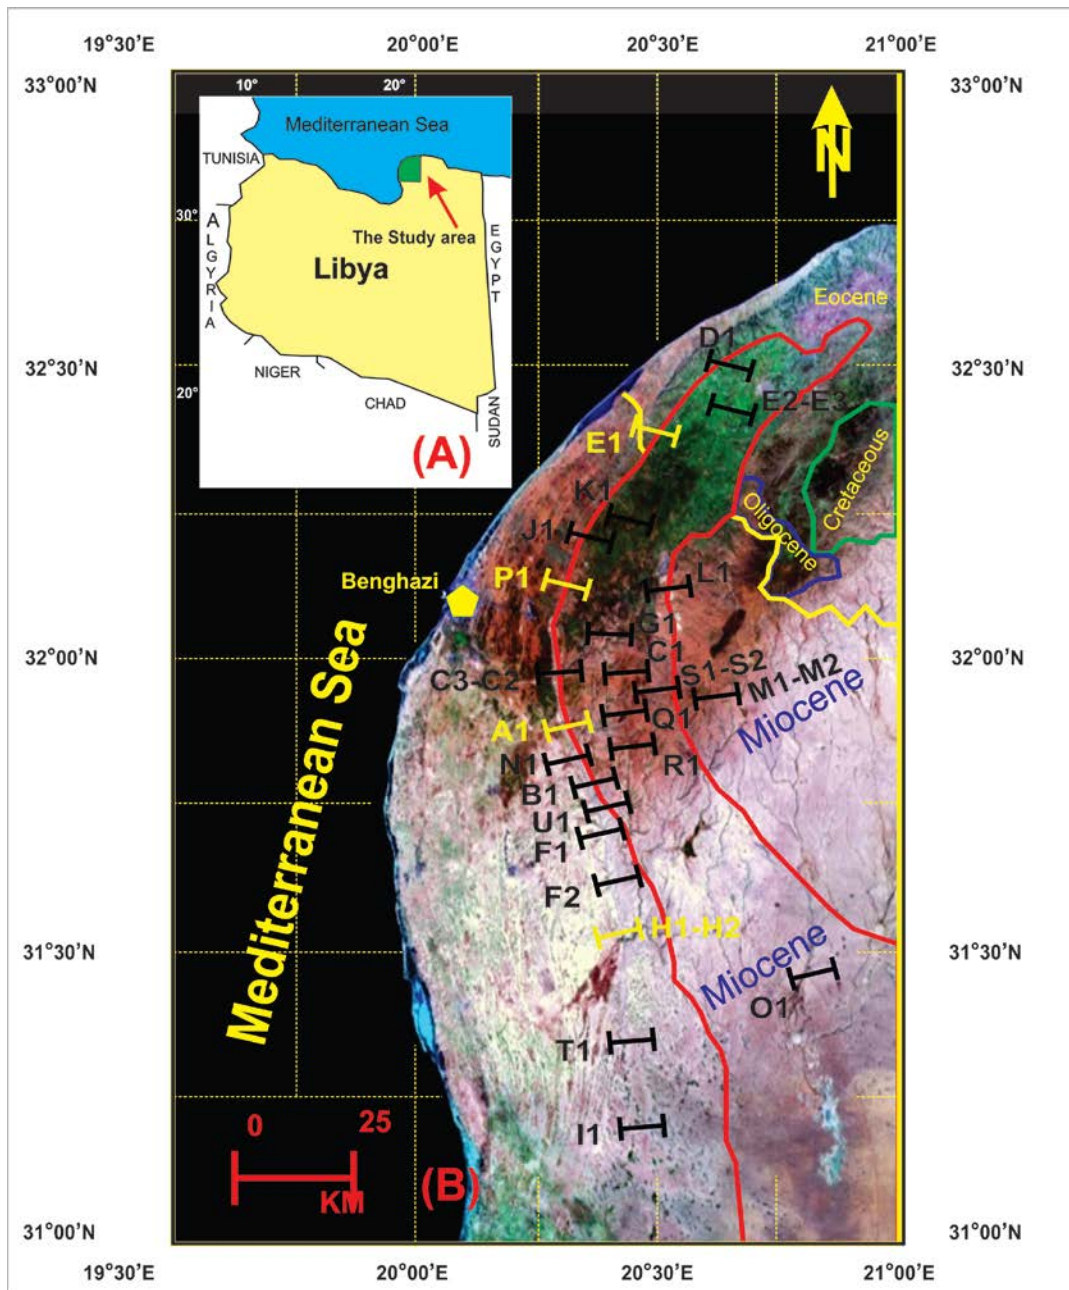 19°30’E 20°00’E 20°30’E 21°00’E
33°00’N 33°00’N
10° 20°
Mediterranean Sea
TUNISIA
30°
ALGYRIA
The Study area
EGYPT
Libya
NIGER
20°
CHAD
SUDAN
(A)
N
Eocene
D1
32°30’N 32°30’N
E2-E3
E1
Cretaceous
K1
Oligocene
J1
P1
L1
Benghazi
G1
C1
32°00’N 32°00’N
C3-C2
S1-S2
M1-M2
Miocene
A1
Q1
N1
R1
B1
U1
F1
F2
Mediterranean Sea
H1-H2
31°30’N 31°30’N
Miocene
O1
T1
I1
0 25
KM
(B)
31°00’N 31°00’N
19°30’E 20°00’E 20°30’E 21°00’E